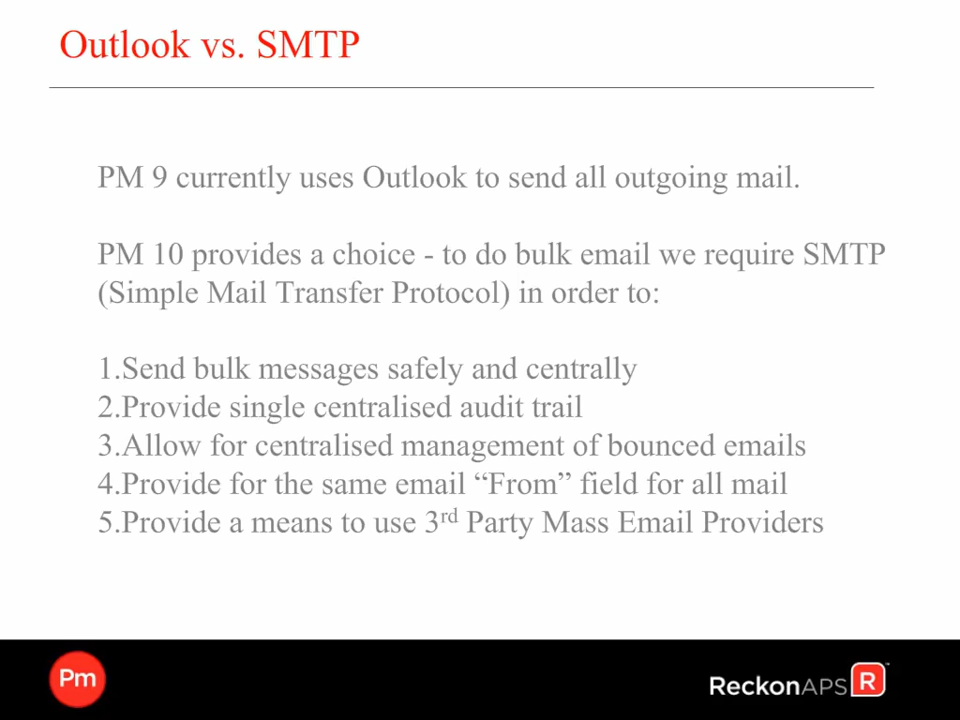 Outlook vs. SMTP
PM 9 currently uses Outlook to send all outgoing mail.
PM 10 provides a choice - to do bulk email we require SMTP
(Simple Mail Transfer Protocol) in order to:
1.Send bulk messages safely and centrally
2.Provide single centralised audit trail
3.Allow for centralised management of bounced emails
4.Provide for the same email “From” field for all mail
5.Provide a means to use 3rd Party Mass Email Providers
Pm
ReckonAPS R™